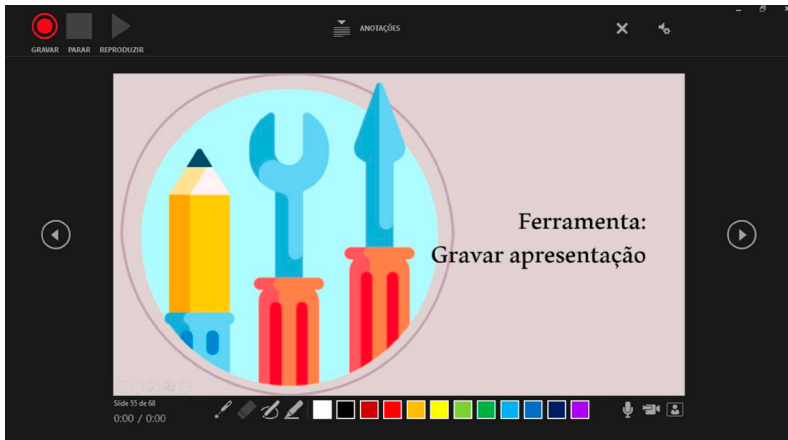 GRAVAR PARAR REPRODUZIR
ANOTAÇÕES
Ferramenta:
Gravar apresentação
Slide 55 de 68
0:00 / 0:00